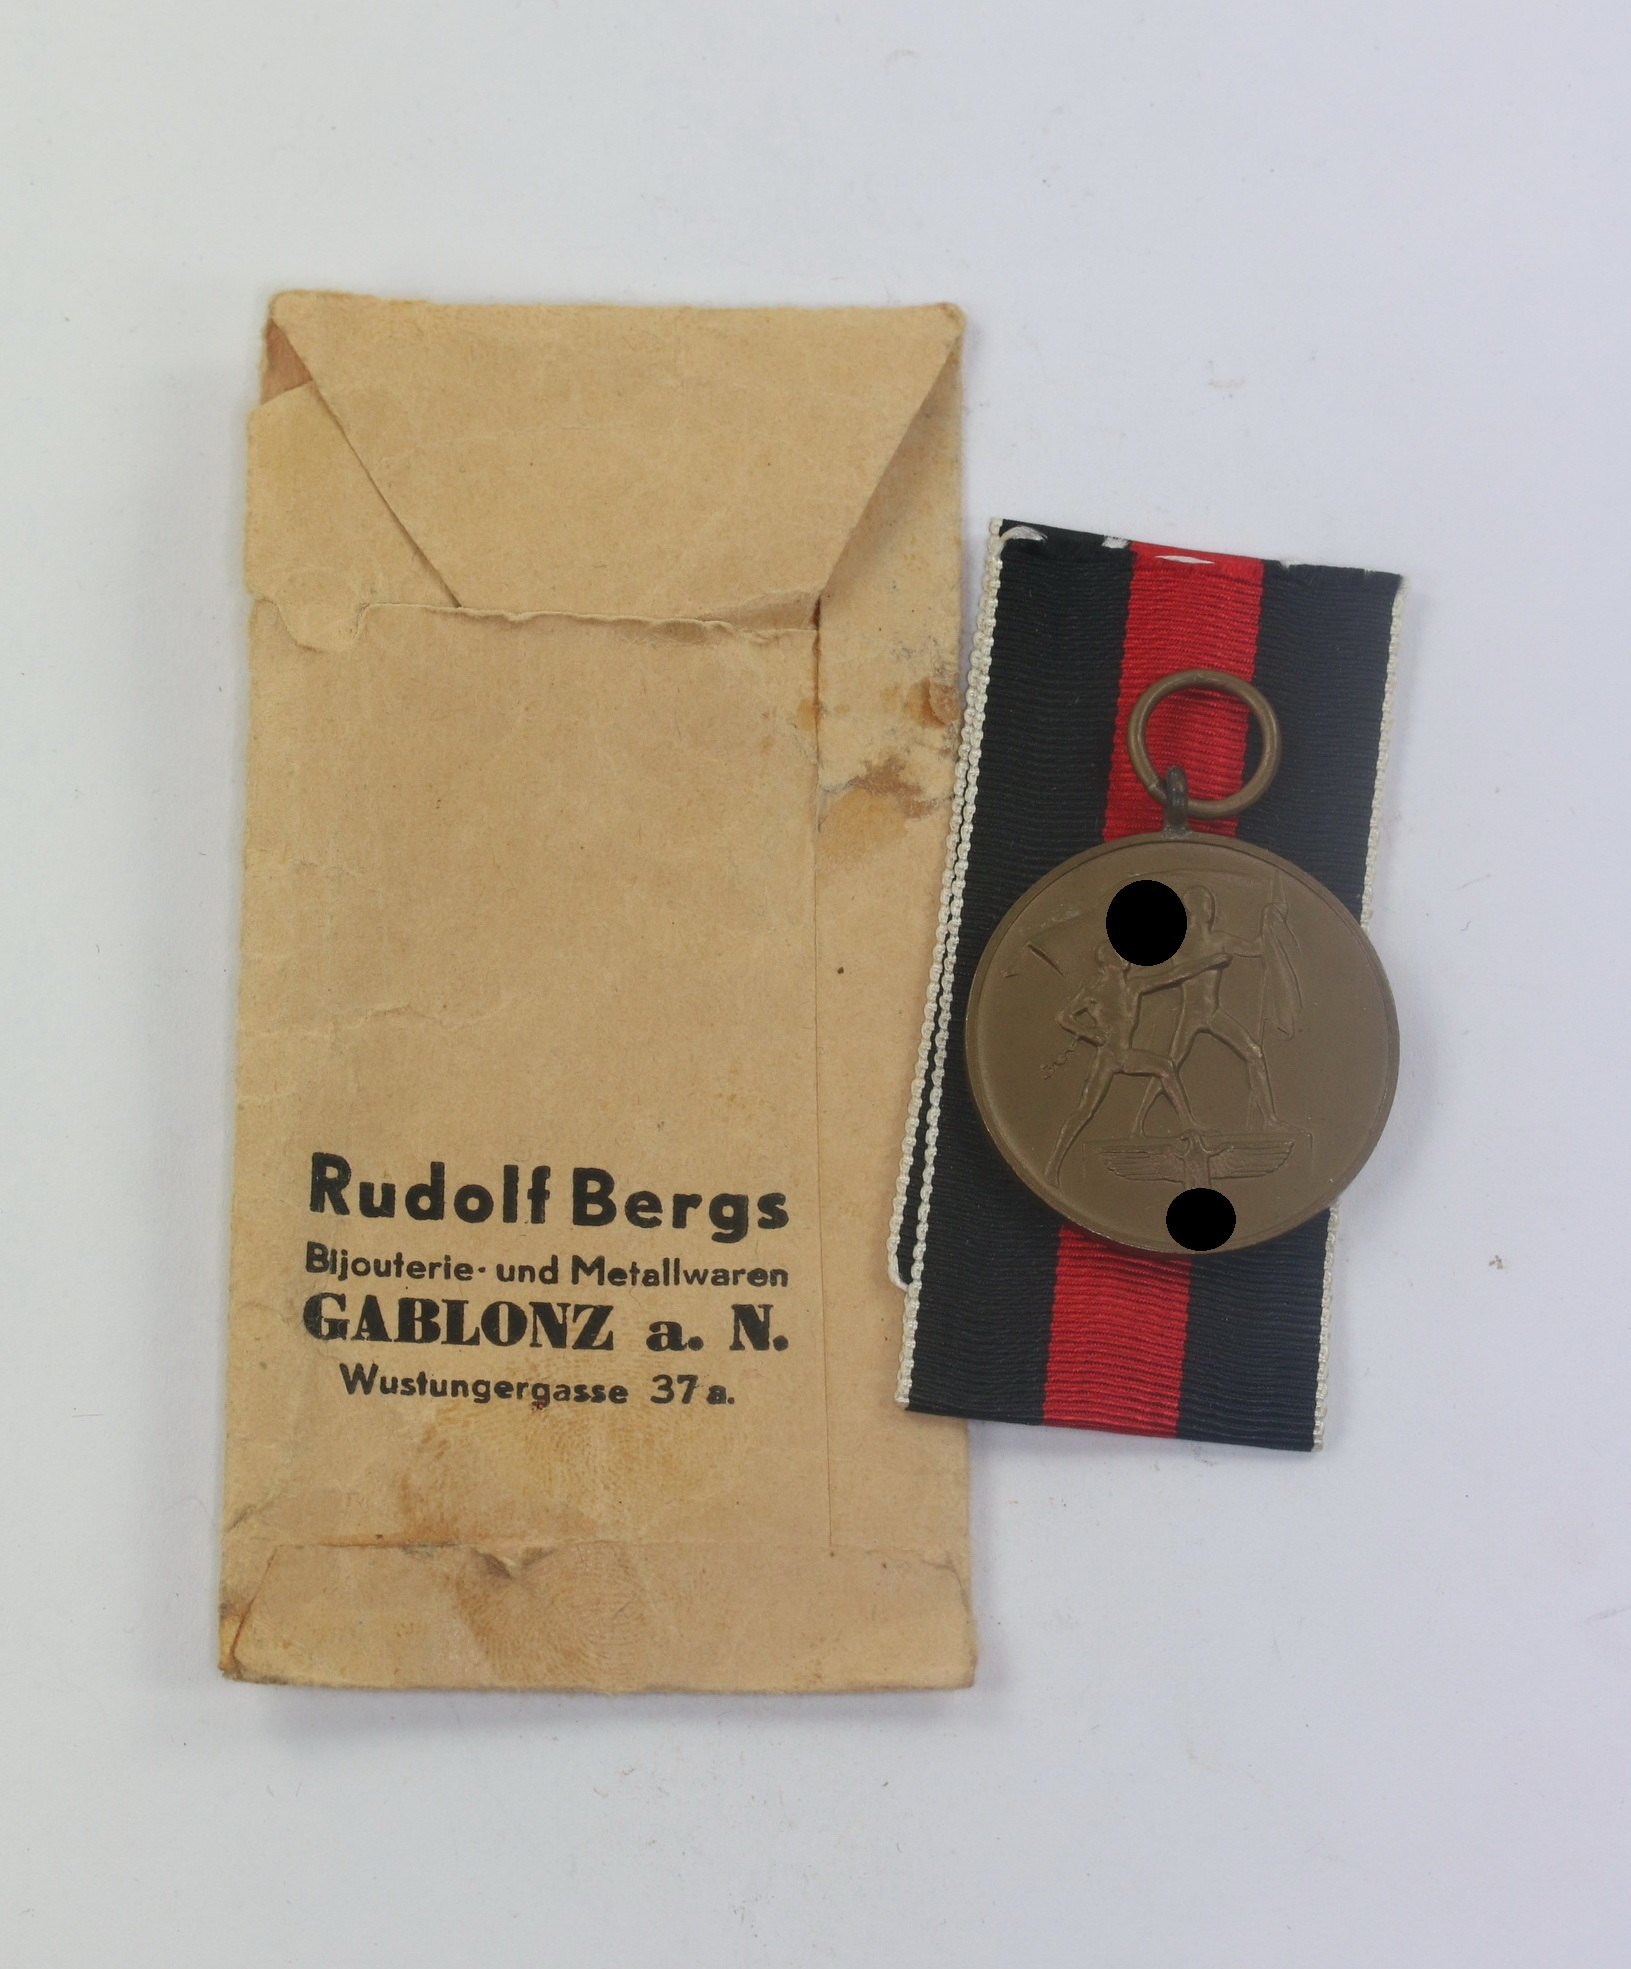 Rudolf Bergs
Bijouterie- und Metallwaren
GABLONZ a. N.
Wustungergasse 37 a.